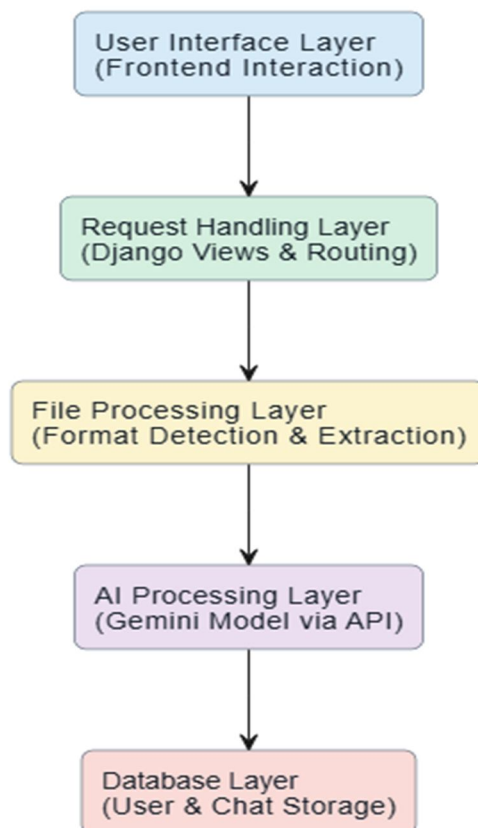 User Interface Layer
(Frontend Interaction)
Request Handling Layer
(Django Views & Routing)
File Processing Layer
(Format Detection & Extraction)
AI Processing Layer
(Gemini Model via API)
Database Layer
(User & Chat Storage)